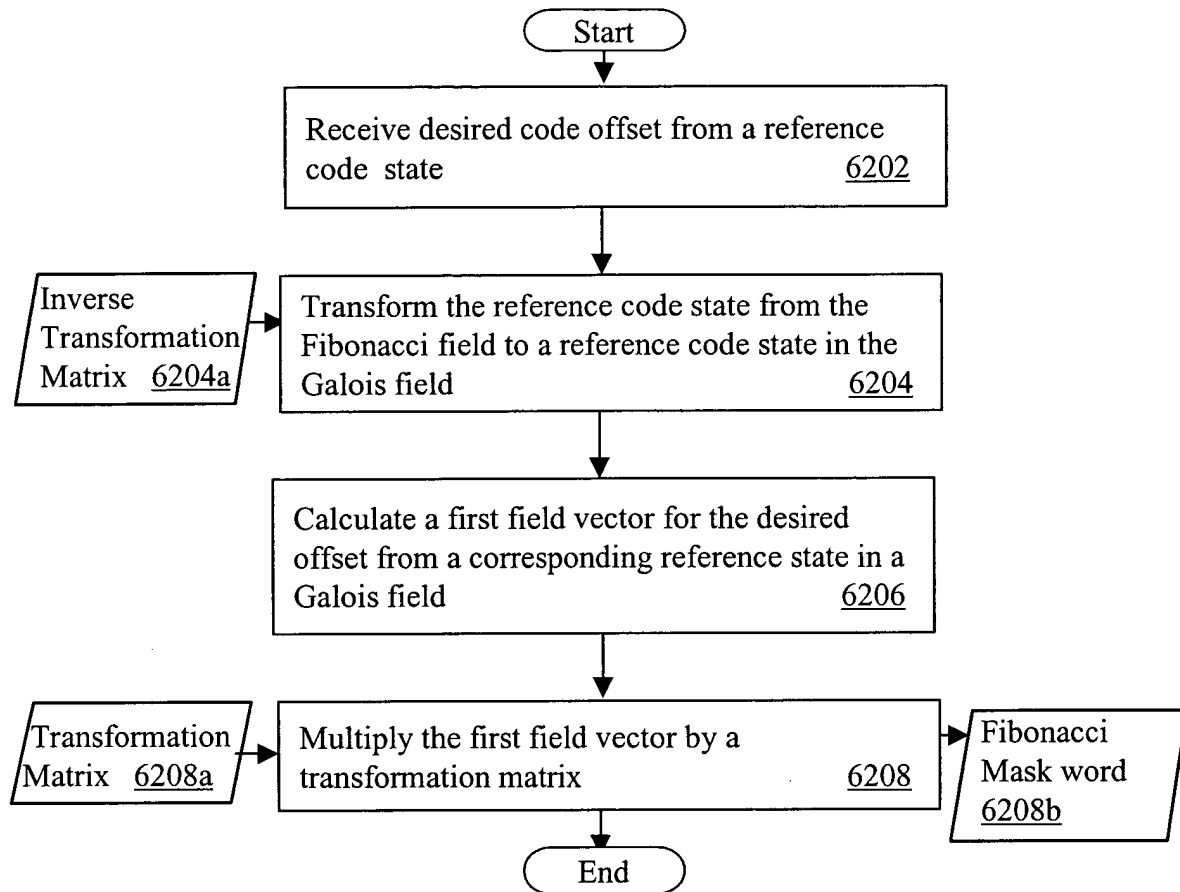 Start
Receive desired code offset from a reference
code state 6202
Inverse
Transformation
Matrix 6204a
Transform the reference code state from the
Fibonacci field to a reference code state in the
Galois field 6204
Calculate a first field vector for the desired
offset from a corresponding reference state in a
Galois field 6206
Transformation
Matrix 6208a
Multiply the first field vector by a
transformation matrix 6208
Fibonacci
Mask word
6208b
End